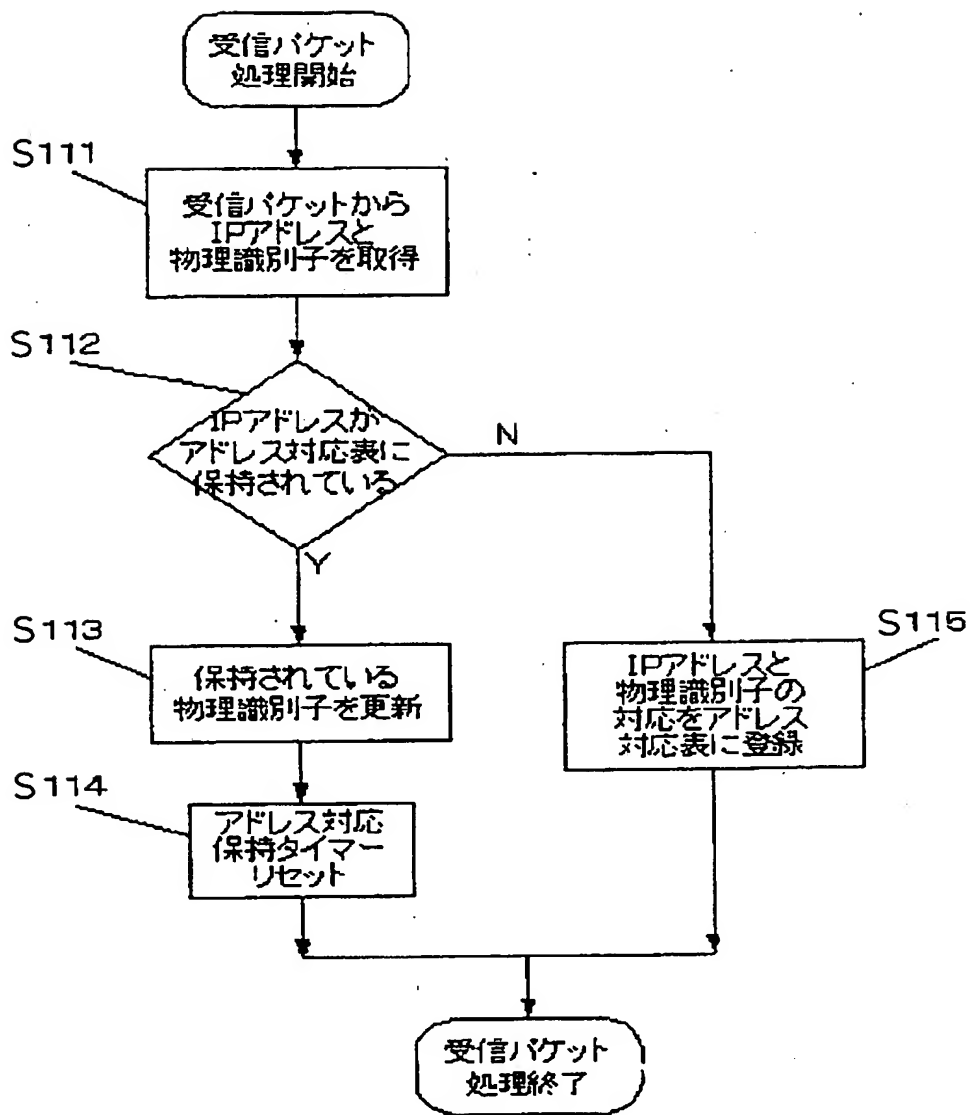 受信パケット
処理開始
S111
受信パケットから
IPアドレスと
物理識別子を取得
S112
IPアドレスが
アドレス対応表に
保持されている
N
Y
S113
保持されている
物理識別子を更新
S115
IPアドレスと
物理識別子の
対応をアドレス
対応表に登録
S114
アドレス対応
保持タイマー
リセット
受信パケット
処理終了